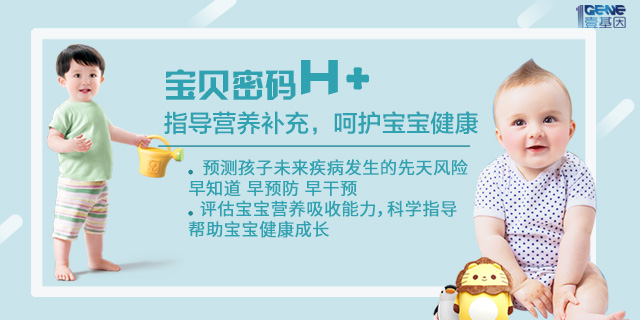 1GENE
壹基因
宝贝密码H+
指导营养补充，呵护宝宝健康
• 预测孩子未来疾病发生的先天风险
早知道 早预防 早干预
• 评估宝宝营养吸收能力，科学指导
帮助宝宝健康成长